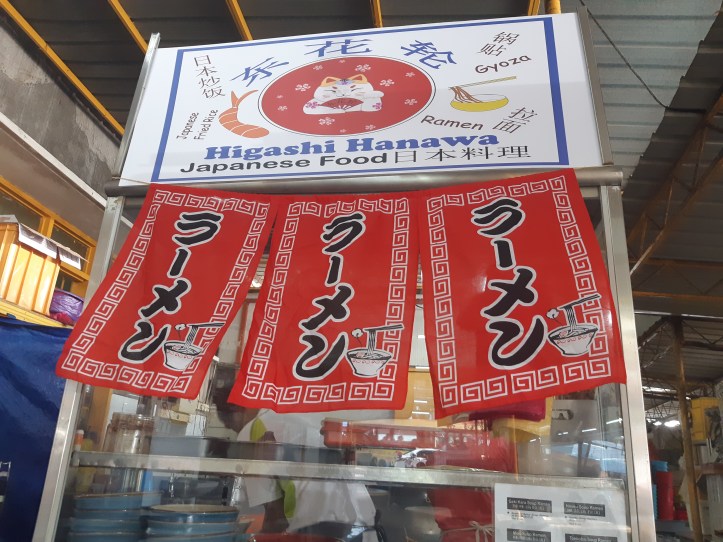 东花轮
日本炒饭
Japanese
Fried Rice
锅贴
Gyoza
Ramen
拉面
Higashi Hanawa
Japanese Food日本料理
ラーメン
ラーメン
ラーメン